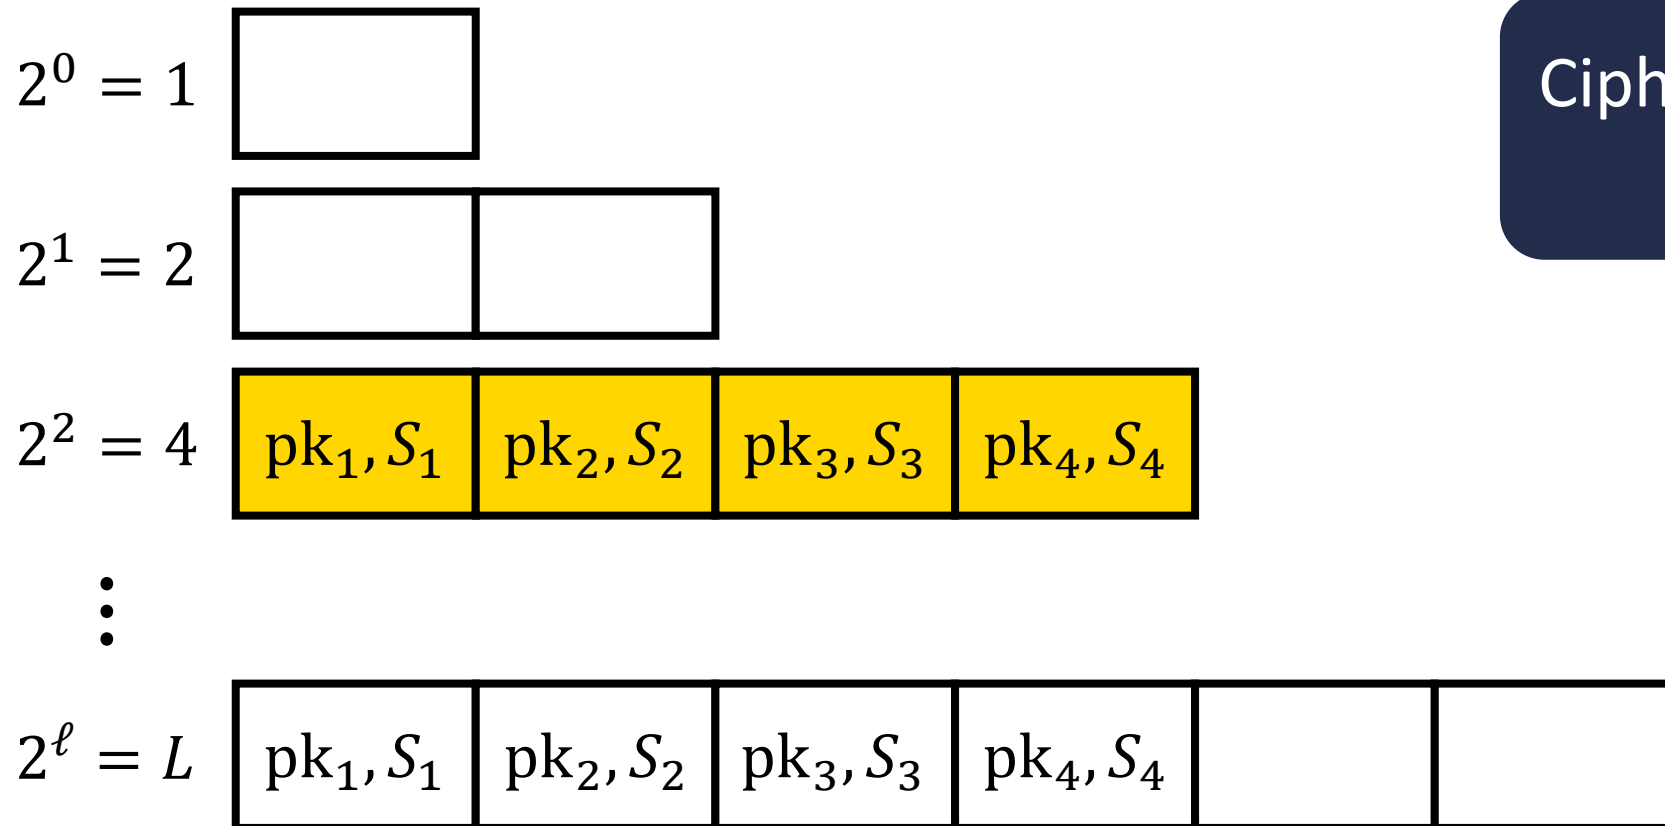 2⁰ = 1
Ciph
2¹ = 2
2² = 4 pk₁, S₁ pk₂, S₂ pk₃, S₃ pk₄, S₄
⋮
2^ℓ = L pk₁, S₁ pk₂, S₂ pk₃, S₃ pk₄, S₄